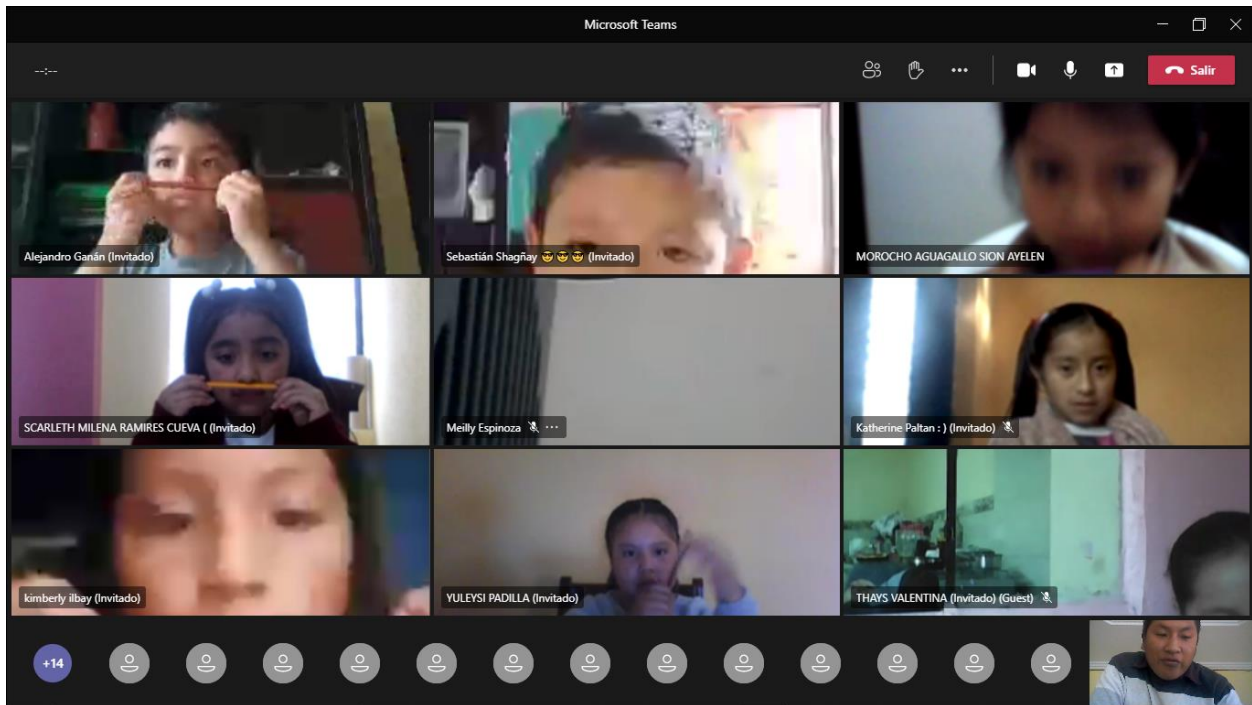 Microsoft Teams
--:--
Salir
Alejandro Ganán (Invitado)
Sebastián Shagñay 😎😎😎 (Invitado)
MOROCHO AGUAGALLO SION AYELEN
SCARLETH MILENA RAMIRES CUEVA ( (Invitado)
Meilly Espinoza
Katherine Paltan : ) (Invitado)
kimberly ilbay (Invitado)
YULEYSI PADILLA (Invitado)
THAYS VALENTINA (Invitado) (Guest)
+14